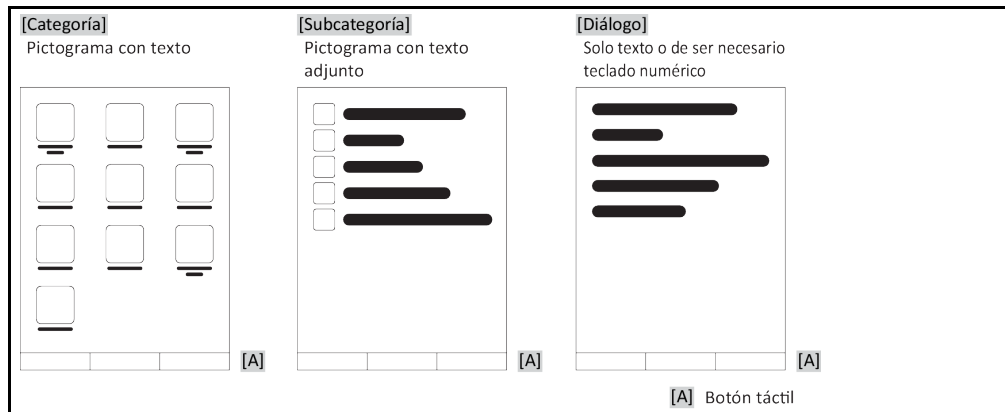 [Categoría]
Pictograma con texto
[Subcategoría]
Pictograma con texto
adjunto
[Diálogo]
Solo texto o de ser necesario
teclado numérico
[A]
[A]
[A]
[A] Botón táctil